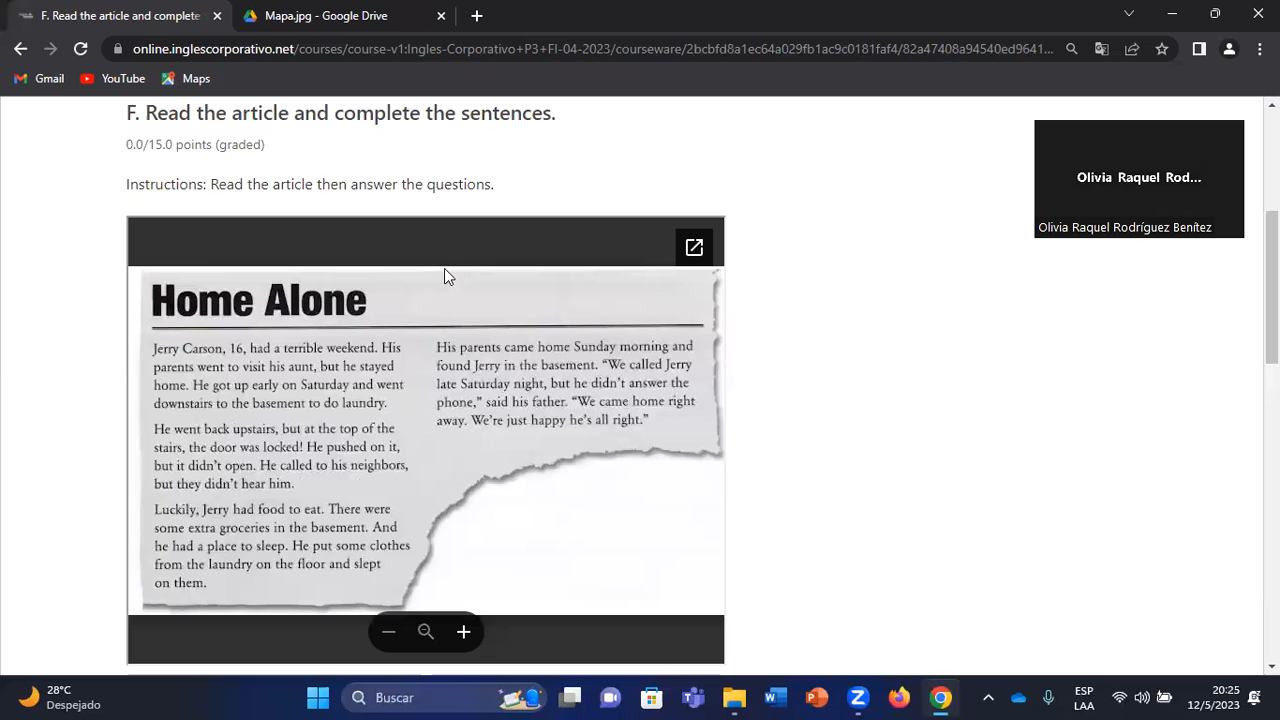 F. Read the article and complete
Mapa.jpg - Google Drive
online.inglescorporativo.net/courses/course-v1:Ingles-Corporativo+P3+FI-04-2023/courseware/2bcbfd8a1ec64a029fb1ac9c0181faf4/82a47408a94540ed9641...
Gmail
YouTube
Maps
F. Read the article and complete the sentences.
0.0/15.0 points (graded)
Instructions: Read the article then answer the questions.
Olivia Raquel Rod...
Olivia Raquel Rodríguez Benítez
Home Alone
Jerry Carson, 16, had a terrible weekend. His
parents went to visit his aunt, but he stayed
home. He got up early on Saturday and went
downstairs to the basement to do laundry.
He went back upstairs, but at the top of the
stairs, the door was locked! He pushed on it,
but it didn't open. He called to his neighbors,
but they didn't hear him.
Luckily, Jerry had food to eat. There were
some extra groceries in the basement. And
he had a place to sleep. He put some clothes
from the laundry on the floor and slept
on them.
His parents came home Sunday morning and
found Jerry in the basement. "We called Jerry
late Saturday night, but he didn't answer the
phone," said his father. "We came home right
away. We're just happy he's all right."
28°C
Despejado
Buscar
ESP
LAA
20:25
12/5/2023